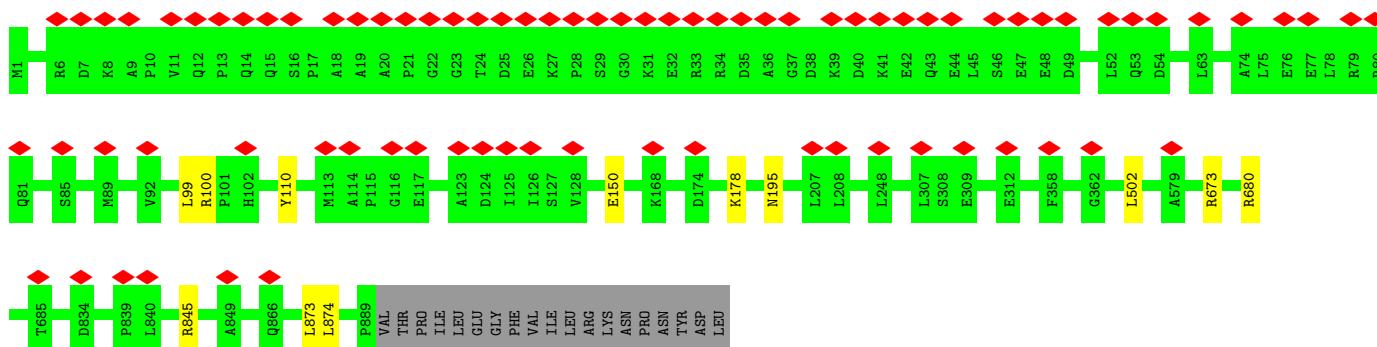 M1 R6 D7 K8 A9 P10 V11 Q12 P13 Q14 Q15 S16 P17 A18 A19 A20 P21 G22 G23 T24 D25 E26 K27 P28 S29 G30 K31 E32 R33 R34 D35 A36 G37 D38 K39 D40 K41 E42 Q43 E44 L45 S46 E47 E48 D49 L52 Q53 D54 L63 A74 L75 E76 E77 L78 R79
Q81 S85 M89 V92 L99 R100 P101 H102 Y110 M113 A114 P115 G116 E117 A123 D124 I125 I126 S127 V128 E150 K168 D174 K178 N195 L207 L208 L248 L307 S308 E309 E312 F358 G362 L502 A579 R673 R680
T685 D834 P839 L840 R845 A849 Q866 L873 L874 P889 VAL THR PRO ILE LEU GLU GLY PHE VAL ILE LEU ARG LYS ASN PRO ASN TYR ASP LEU